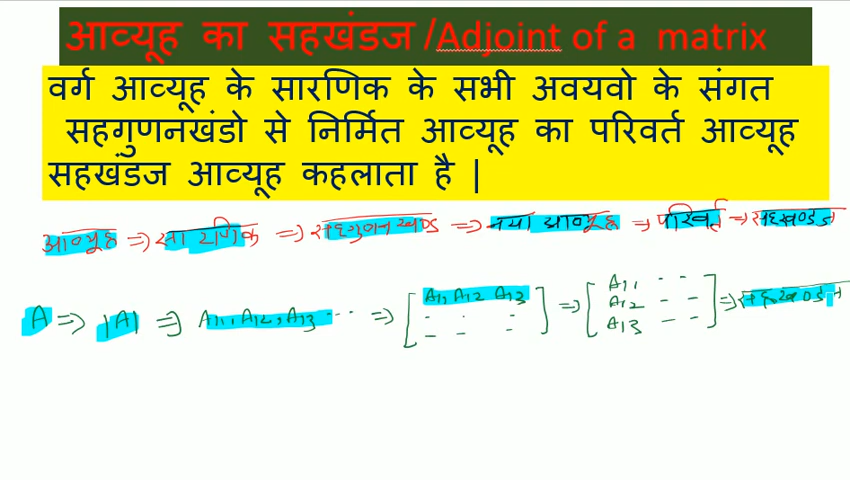 आव्यूह का सहखंडज /Adjoint of a matrix
वर्ग आव्यूह के सारणिक के सभी अवयवो के संगत
सहगुणनखंडो से निर्मित आव्यूह का परिवर्त आव्यूह
सहखंडज आव्यूह कहलाता है |
आव्यूह ⇒ सारणिक ⇒ सहगुणनखण्ड ⇒ नया आव्यूह ⇒ परिवर्त ⇒ सहखण्डज
A ⇒ |A| ⇒ A11, A12, A13 ... ⇒ [ A11 A12 A13 ] ⇒ [ A11 A12 A13 ] ⇒ सहखण्डज